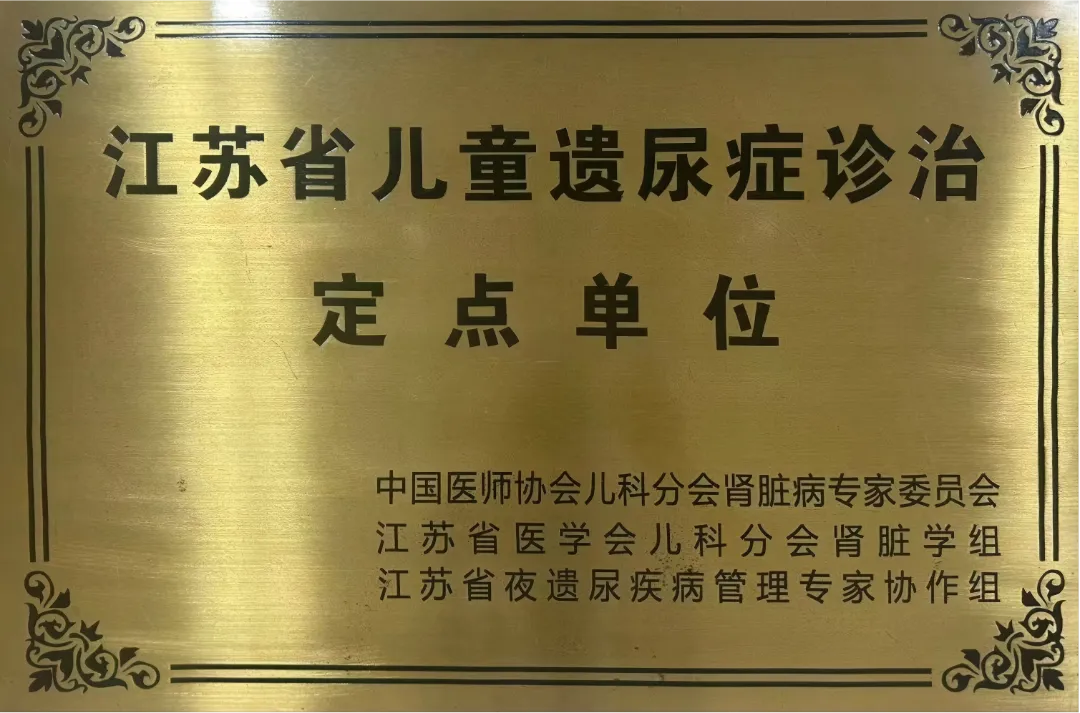 江苏省儿童遗尿症诊治
定点单位
中国医师协会儿科分会肾脏病专家委员会
江苏省医学会儿科分会肾脏学组
江苏省夜遗尿疾病管理专家协作组